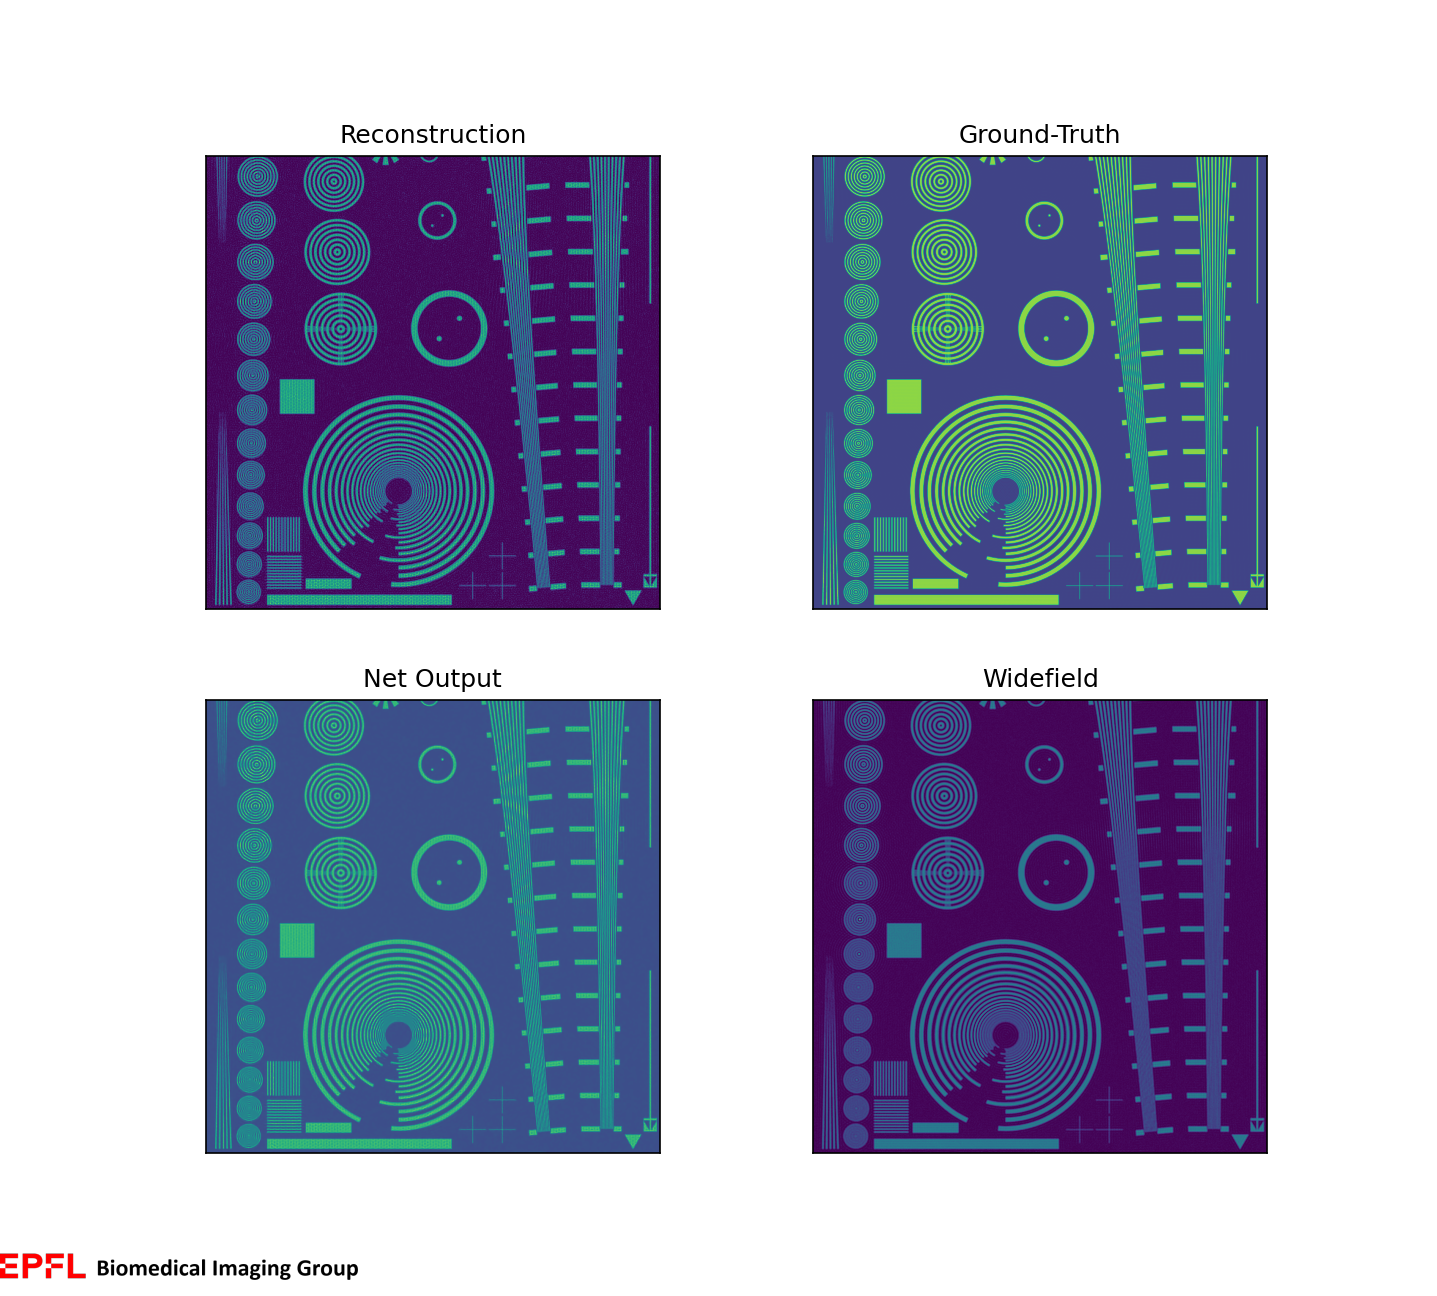 Reconstruction
Ground-Truth
Net Output
Widefield
EPFL Biomedical Imaging Group